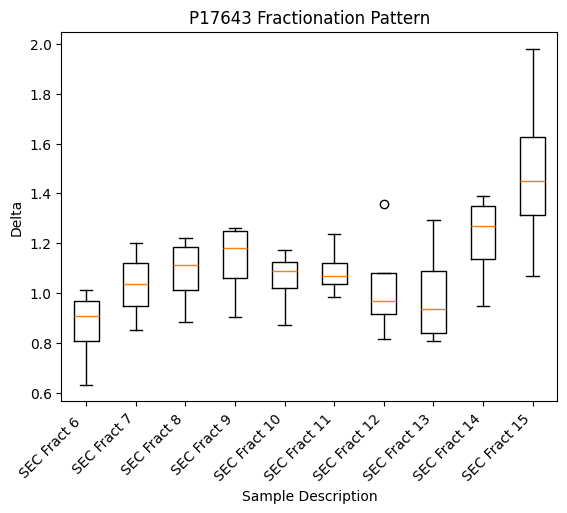 P17643 Fractionation Pattern
Delta
2.0
1.8
1.6
1.4
1.2
1.0
0.8
0.6
SEC Fract 6
SEC Fract 7
SEC Fract 8
SEC Fract 9
SEC Fract 10
SEC Fract 11
SEC Fract 12
SEC Fract 13
SEC Fract 14
SEC Fract 15
Sample Description